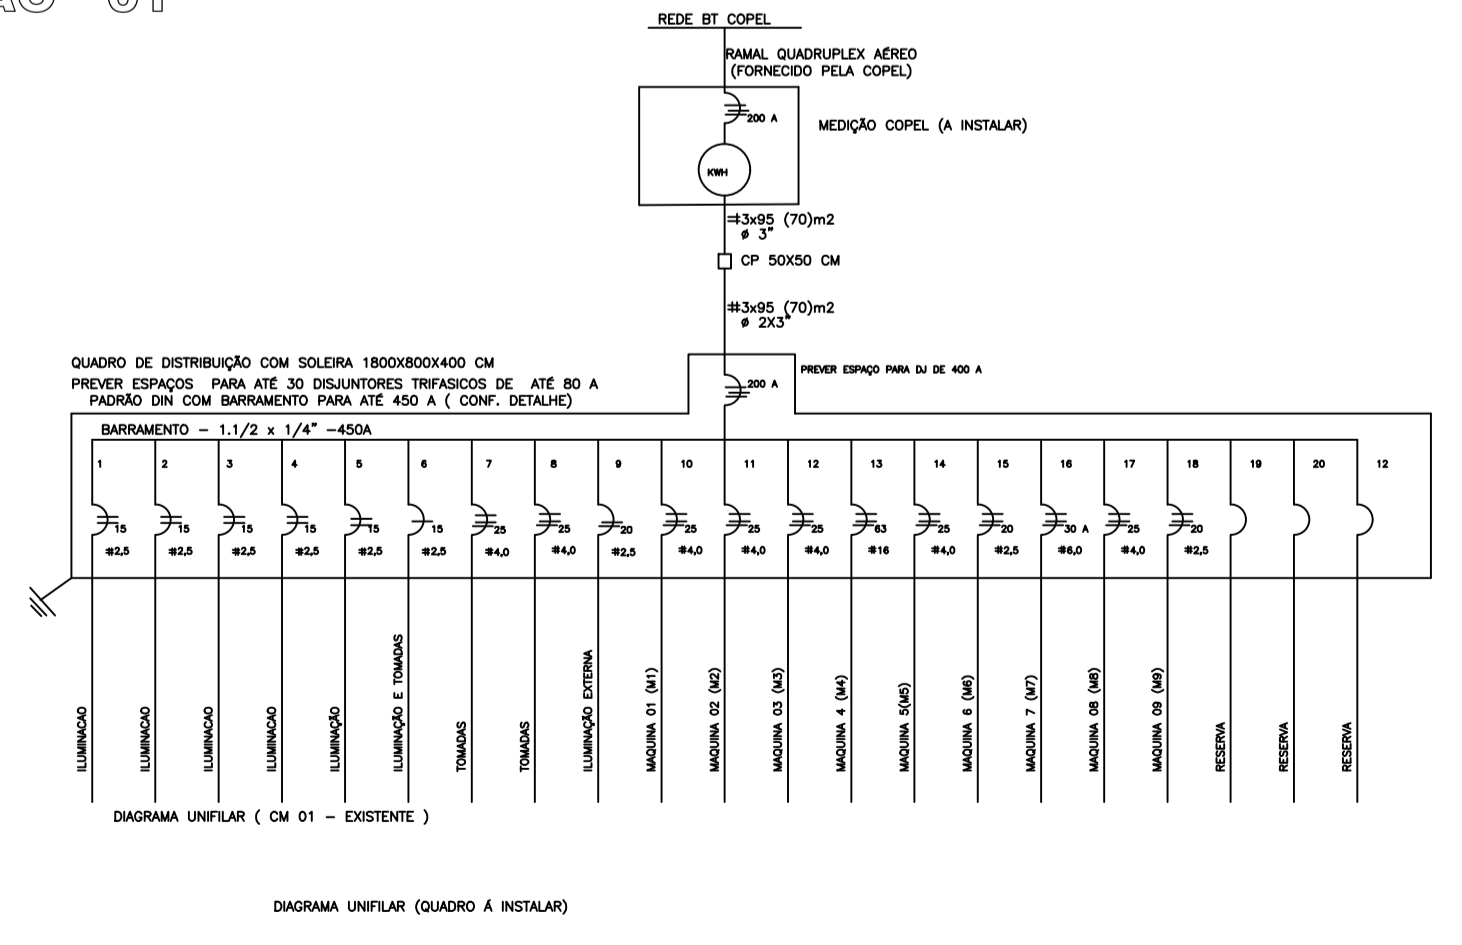 ÃO 01
REDE BT COPEL
RAMAL QUADRUPLEX AÉREO
(FORNECIDO PELA COPEL)
200 A
MEDIÇÃO COPEL (A INSTALAR)
KWH
#3x95 (70)m2
ø 3"
CP 50X50 CM
#3x95 (70)m2
ø 2X3"
QUADRO DE DISTRIBUIÇÃO COM SOLEIRA 1800X800X400 CM
PREVER ESPAÇOS PARA ATÉ 30 DISJUNTORES TRIFASICOS DE ATÉ 80 A
PADRÃO DIN COM BARRAMENTO PARA ATÉ 450 A ( CONF. DETALHE)
PREVER ESPAÇO PARA DJ DE 400 A
200 A
BARRAMENTO – 1.1/2 x 1/4" –450A
1 2 3 4 5 6 7 8 9 10 11 12 13 14 15 16 17 18 19 20 12
15 15 15 15 15 15 25 25 20 25 25 25 63 25 20 30 A 25 20
#2,5 #2,5 #2,5 #2,5 #2,5 #2,5 #4,0 #4,0 #2,5 #4,0 #4,0 #4,0 #16 #4,0 #2,5 #6,0 #4,0 #2,5
ILUMINACAO
ILUMINACAO
ILUMINACAO
ILUMINACAO
ILUMINAÇÃO
ILUMINAÇÃO E TOMADAS
TOMADAS
TOMADAS
ILUMINAÇÃO EXTERNA
MAQUINA 01 (M1)
MAQUINA 02 (M2)
MAQUINA 03 (M3)
MAQUINA 4 (M4)
MAQUINA 5(M5)
MAQUINA 6 (M6)
MAQUINA 7 (M7)
MAQUINA 08 (M8)
MAQUINA 09 (M9)
RESERVA
RESERVA
RESERVA
DIAGRAMA UNIFILAR ( CM 01 – EXISTENTE )
DIAGRAMA UNIFILAR (QUADRO Á INSTALAR)